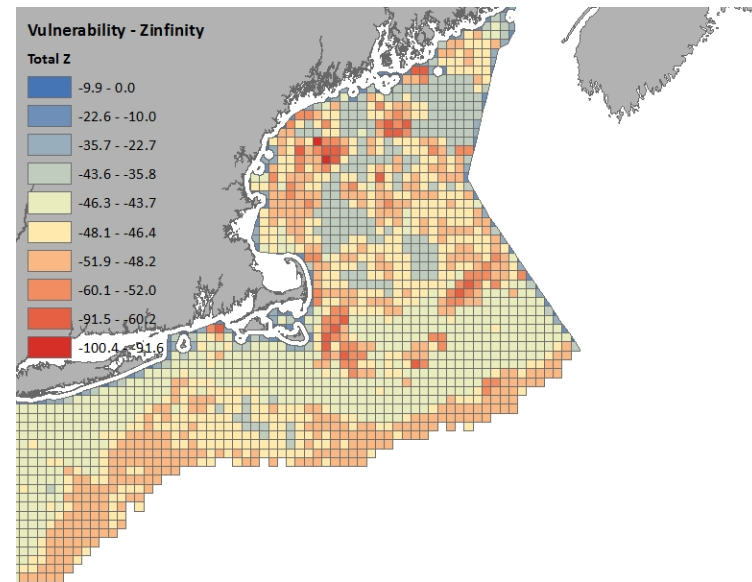 Vulnerability - Zinfinity
Total Z
-9.9 - 0.0
-22.6 - -10.0
-35.7 - -22.7
-43.6 - -35.8
-46.3 - -43.7
-48.1 - -46.4
-51.9 - -48.2
-60.1 - -52.0
-91.5 - -60.2
-100.4 - -91.6